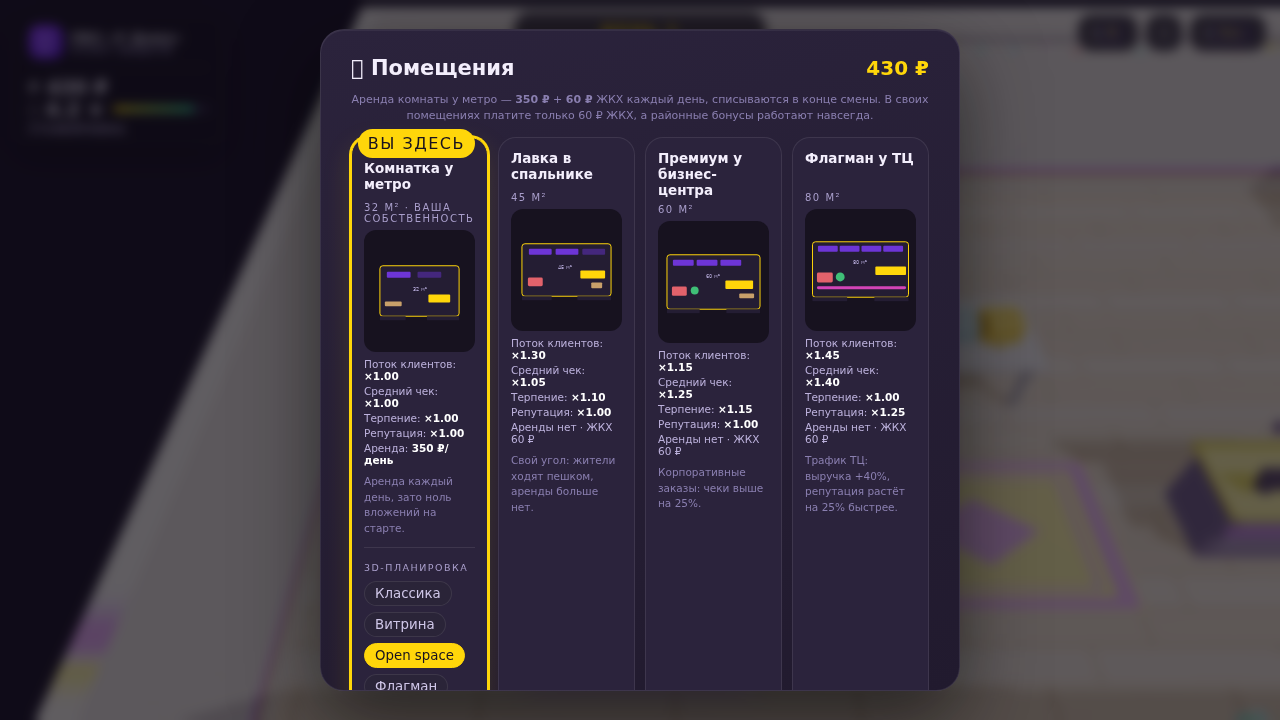 Помещения
430 ₽
Аренда комнаты у метро — 350 ₽ + 60 ₽ ЖКХ каждый день, списываются в конце смены. В своих
помещениях платите только 60 ₽ ЖКХ, а районные бонусы работают навсегда.
ВЫ ЗДЕСЬ
Комнатка у
метро
32 М² · ВАША
СОБСТВЕННОСТЬ
32 м²
Поток клиентов:
×1.00
Средний чек:
×1.00
Терпение: ×1.00
Репутация: ×1.00
Аренда: 350 ₽/
день
Аренда каждый
день, зато ноль
вложений на
старте.
3D-ПЛАНИРОВКА
Классика
Витрина
Open space
Флагман
Лавка в
спальнике
45 М²
45 м²
Поток клиентов:
×1.30
Средний чек:
×1.05
Терпение: ×1.10
Репутация: ×1.00
Аренды нет · ЖКХ
60 ₽
Свой угол: жители
ходят пешком,
аренды больше
нет.
Премиум у
бизнес-
центра
60 М²
60 м²
Поток клиентов:
×1.15
Средний чек:
×1.25
Терпение: ×1.15
Репутация: ×1.00
Аренды нет · ЖКХ
60 ₽
Корпоративные
заказы: чеки выше
на 25%.
Флагман у ТЦ
80 М²
80 м²
Поток клиентов:
×1.45
Средний чек:
×1.40
Терпение: ×1.00
Репутация: ×1.25
Аренды нет · ЖКХ
60 ₽
Трафик ТЦ:
выручка +40%,
репутация растёт
на 25% быстрее.